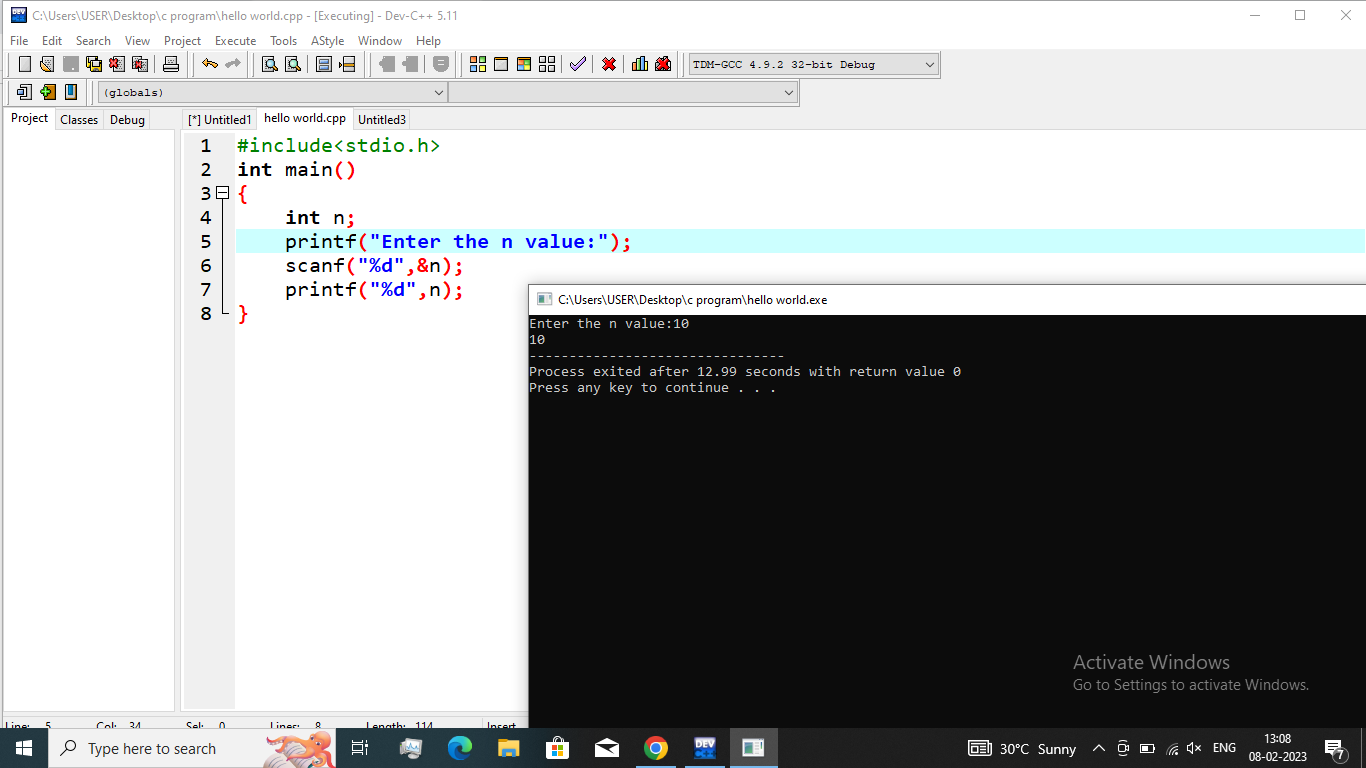 C:\Users\USER\Desktop\c program\hello world.cpp - [Executing] - Dev-C++ 5.11
File Edit Search View Project Execute Tools AStyle Window Help
TDM-GCC 4.9.2 32-bit Debug
(globals)
Project Classes Debug
[*] Untitled1 hello world.cpp Untitled3
1 #include<stdio.h>
2 int main()
3 {
4 int n;
5 printf("Enter the n value:");
6 scanf("%d",&n);
7 printf("%d",n);
8 }
C:\Users\USER\Desktop\c program\hello world.exe
Enter the n value:10
10
--------------------------------
Process exited after 12.99 seconds with return value 0
Press any key to continue . . .
Activate Windows
Go to Settings to activate Windows.
Line: 5 Col: 34 Sel: 0 Lines: 8 Length: 114 Insert
Type here to search
DEV
30°C Sunny
ENG
13:08
08-02-2023
7